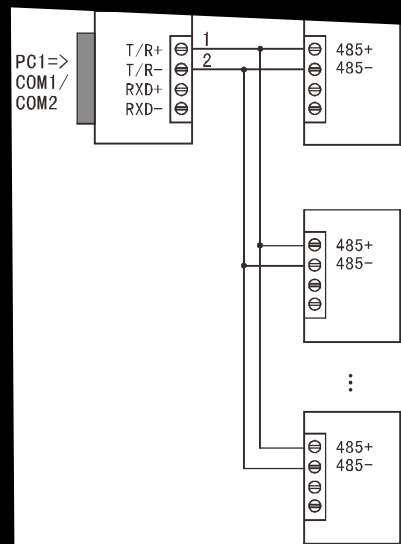 PC1=>
COM1/
COM2
T/R+
T/R-
RXD+
RXD-
1
2
485+
485-
485+
485-
⋮
485+
485-